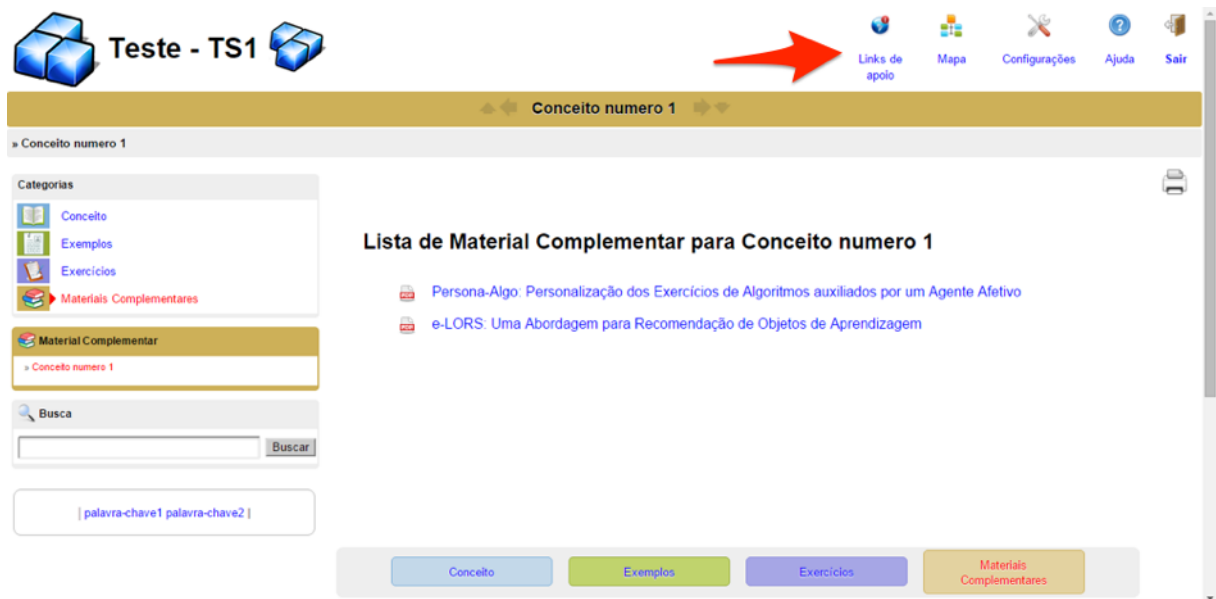 Teste - TS1
Links de
apoio
Mapa
Configurações
Ajuda
Sair
Conceito numero 1
» Conceito numero 1
Categorias
Conceito
Exemplos
Exercícios
Materiais Complementares
Material Complementar
» Conceito numero 1
Busca
Buscar
| palavra-chave1 palavra-chave2 |
Lista de Material Complementar para Conceito numero 1
PDF
Persona-Algo: Personalização dos Exercícios de Algoritmos auxiliados por um Agente Afetivo
PDF
e-LORS: Uma Abordagem para Recomendação de Objetos de Aprendizagem
Conceito
Exemplos
Exercícios
Materiais
Complementares